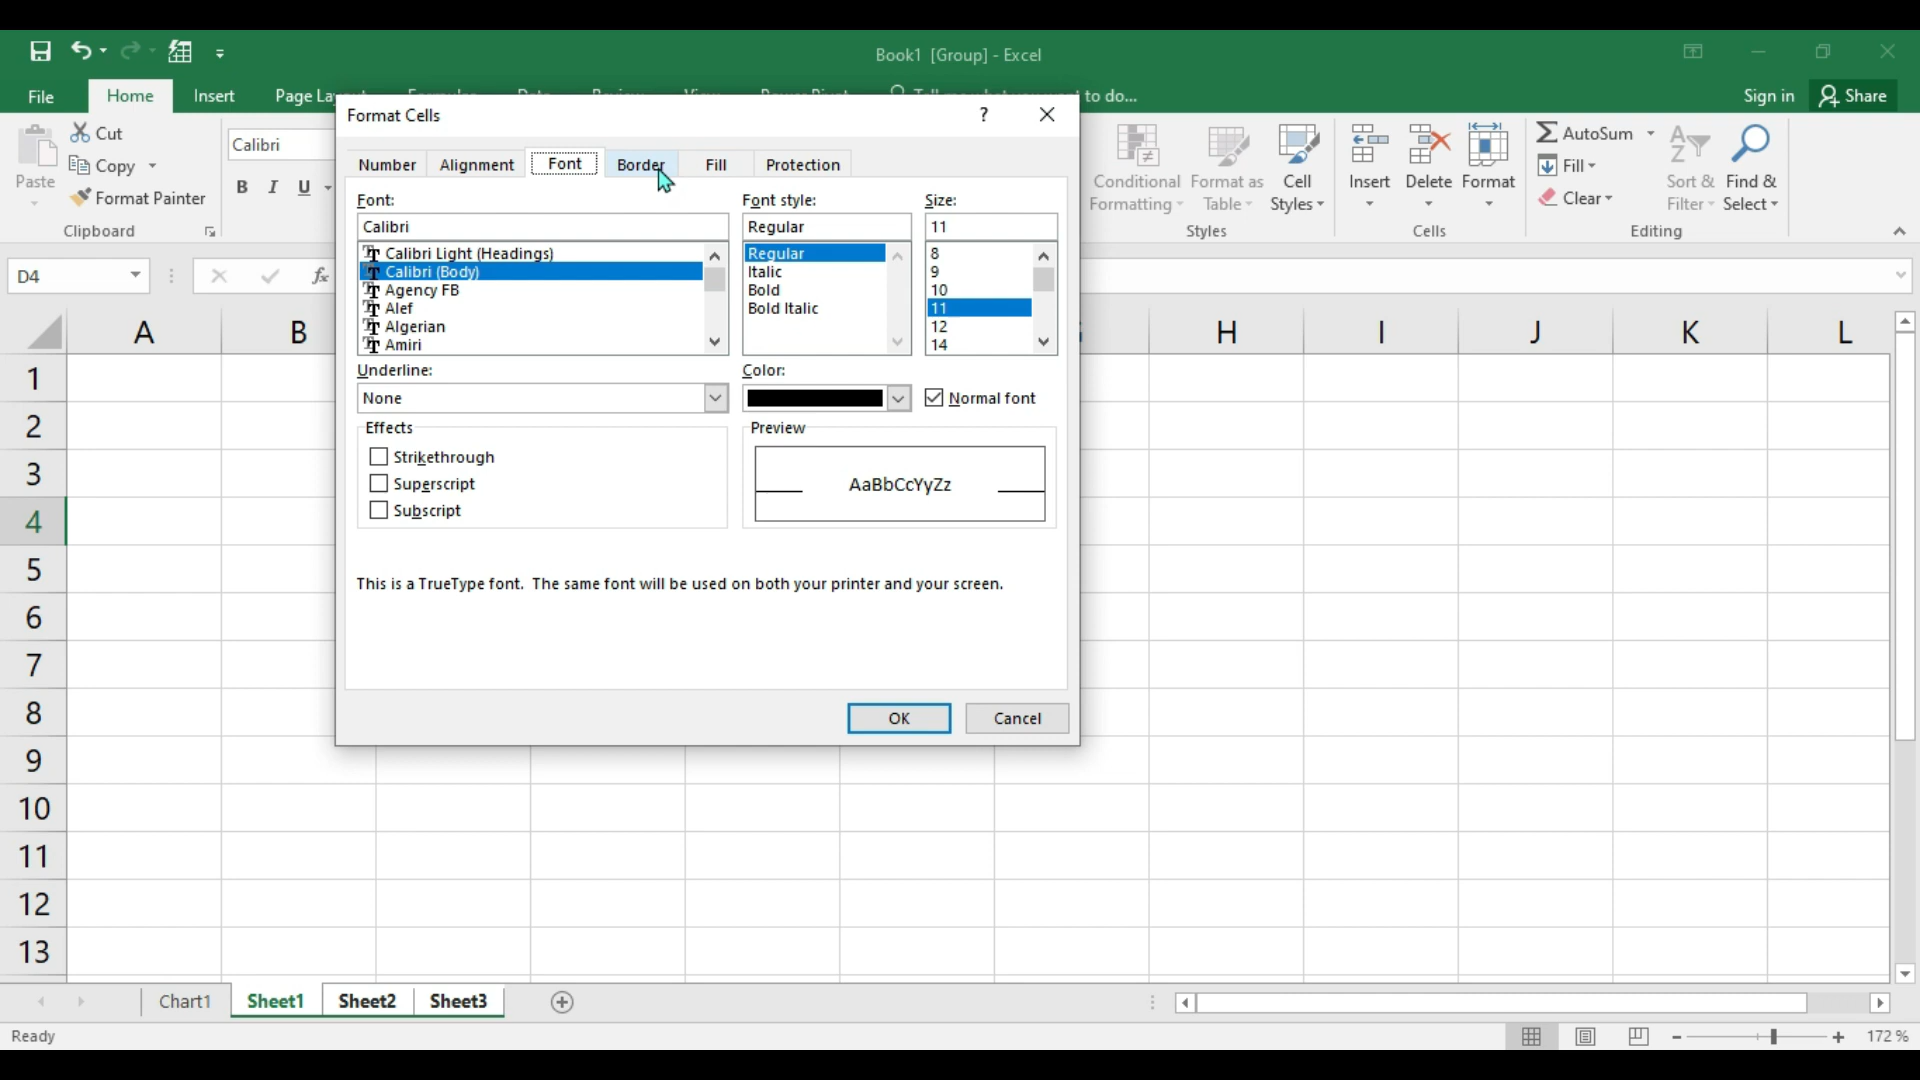 Book1 [Group] - Excel
File Home Insert Page La to do... Sign in Share
Format Cells ?
Cut
Copy
Format Painter
Paste
Clipboard
Calibri
B I U
Conditional Formatting
Format as Table
Cell Styles
Styles
Insert Delete Format
Cells
AutoSum
Fill
Clear
Sort & Filter
Find & Select
Editing
Number Alignment Font Border Fill Protection
Font: Font style: Size:
Calibri Regular 11
Calibri Light (Headings) Regular 8
Calibri (Body) Italic 9
Agency FB Bold 10
Alef Bold Italic 11
Algerian 12
Amiri 14
Underline: Color:
None Normal font
Effects Preview
Strikethrough
Superscript AaBbCcYyZz
Subscript
This is a TrueType font. The same font will be used on both your printer and your screen.
OK Cancel
D4 fx
A B H I J K L
1
2
3
4
5
6
7
8
9
10
11
12
13
Chart1 Sheet1 Sheet2 Sheet3
Ready 172 %